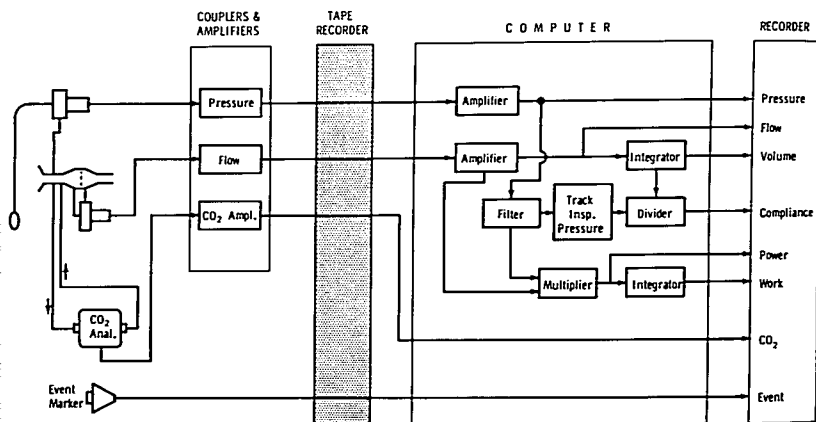 COUPLERS &
AMPLIFIERS
TAPE
RECORDER
COMPUTER
RECORDER
Pressure
Amplifier
Pressure
Flow
Flow
Amplifier
Integrator
Volume
CO₂ Ampl.
Filter
Track
Insp.
Pressure
Divider
Compliance
Power
Multiplier
Integrator
Work
CO₂
Anal.
CO₂
Event
Marker
Event